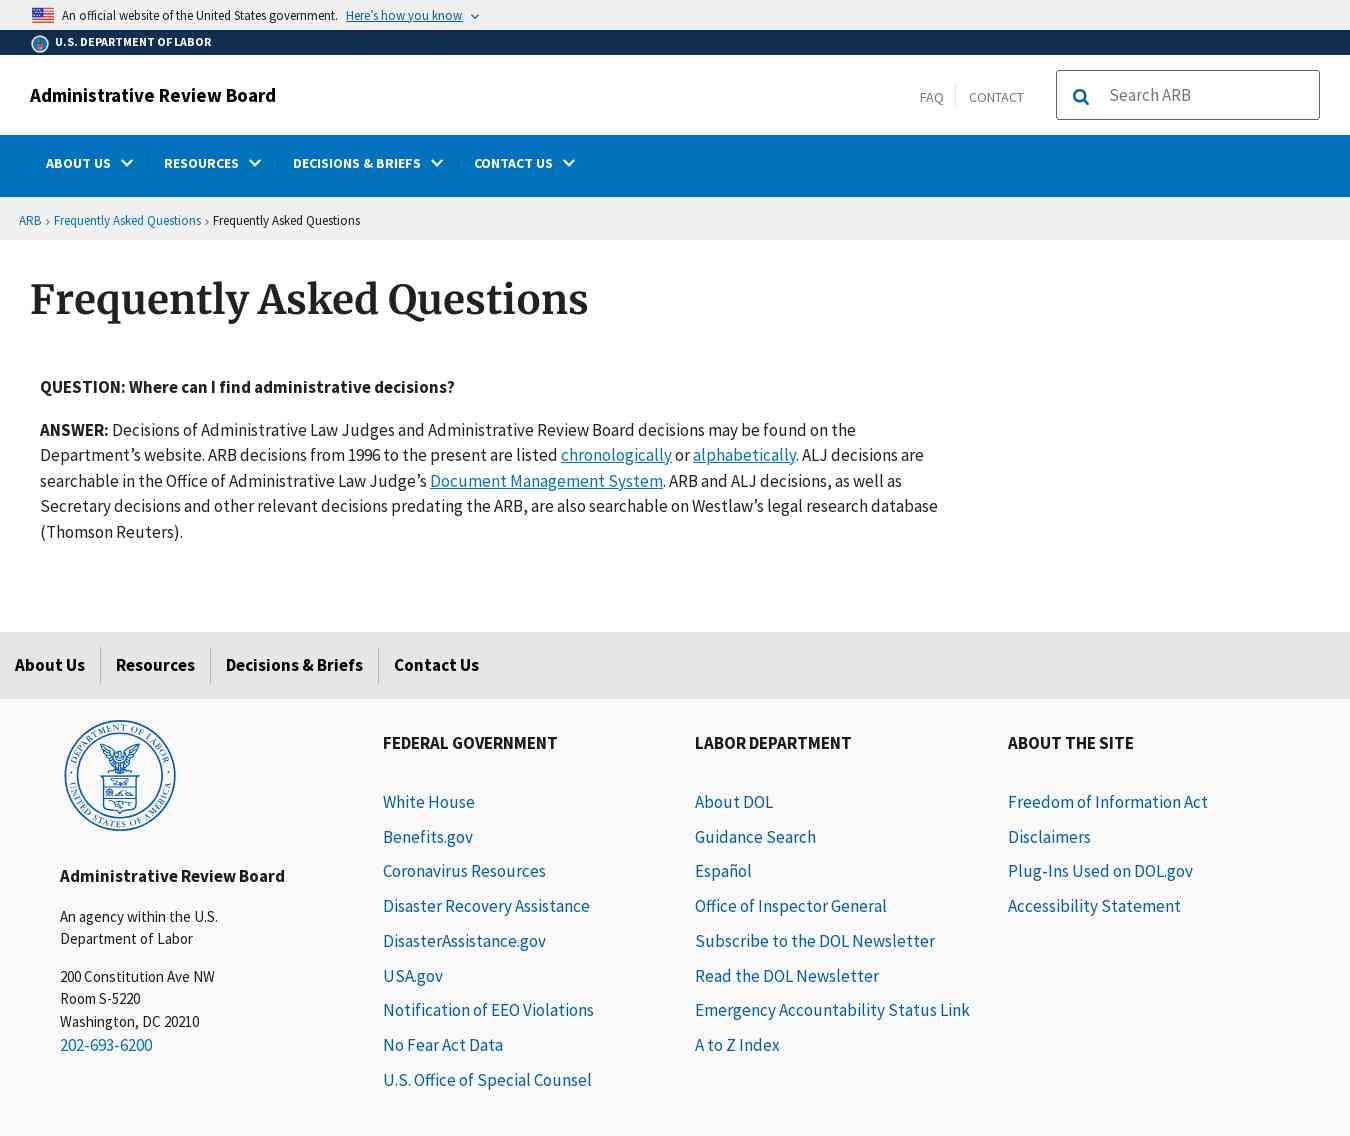 An official website of the United States government. Here's how you know
U.S. DEPARTMENT OF LABOR
Administrative Review Board
FAQ
CONTACT
Search ARB
ABOUT US
RESOURCES
DECISIONS & BRIEFS
CONTACT US
ARB › Frequently Asked Questions › Frequently Asked Questions
Frequently Asked Questions
QUESTION: Where can I find administrative decisions?
ANSWER: Decisions of Administrative Law Judges and Administrative Review Board decisions may be found on the
Department’s website. ARB decisions from 1996 to the present are listed chronologically or alphabetically. ALJ decisions are
searchable in the Office of Administrative Law Judge’s Document Management System. ARB and ALJ decisions, as well as
Secretary decisions and other relevant decisions predating the ARB, are also searchable on Westlaw’s legal research database
(Thomson Reuters).
About Us
Resources
Decisions & Briefs
Contact Us
DEPARTMENT OF LABOR
UNITED STATES OF AMERICA
Administrative Review Board
An agency within the U.S.
Department of Labor
200 Constitution Ave NW
Room S-5220
Washington, DC 20210
202-693-6200
FEDERAL GOVERNMENT
White House
Benefits.gov
Coronavirus Resources
Disaster Recovery Assistance
DisasterAssistance.gov
USA.gov
Notification of EEO Violations
No Fear Act Data
U.S. Office of Special Counsel
LABOR DEPARTMENT
About DOL
Guidance Search
Español
Office of Inspector General
Subscribe to the DOL Newsletter
Read the DOL Newsletter
Emergency Accountability Status Link
A to Z Index
ABOUT THE SITE
Freedom of Information Act
Disclaimers
Plug-Ins Used on DOL.gov
Accessibility Statement